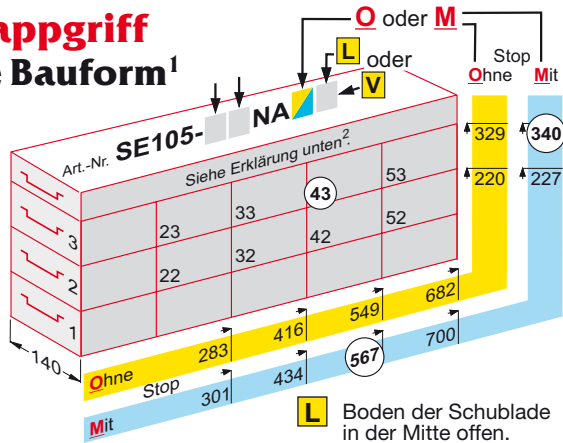 appgriff
e Bauform¹
O oder M
L oder
V
Stop
Ohne Mit
Art.-Nr. SE105- NA
Siehe Erklärung unten².
329 340
220 227
23 33 43 53
22 32 42 52
3
2
1
140
283 416 549 682
Ohne
Stop
301 434 567 700
Mit
L Boden der Schublade
in der Mitte offen.